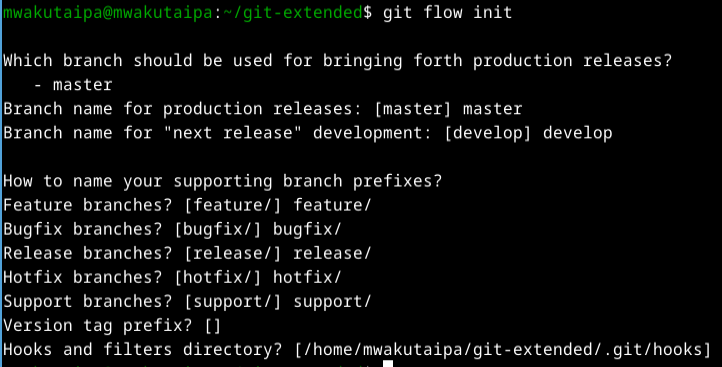 mwakutaipa@mwakutaipa:~/git-extended$ git flow init
Which branch should be used for bringing forth production releases?
- master
Branch name for production releases: [master] master
Branch name for "next release" development: [develop] develop
How to name your supporting branch prefixes?
Feature branches? [feature/] feature/
Bugfix branches? [bugfix/] bugfix/
Release branches? [release/] release/
Hotfix branches? [hotfix/] hotfix/
Support branches? [support/] support/
Version tag prefix? []
Hooks and filters directory? [/home/mwakutaipa/git-extended/.git/hooks]